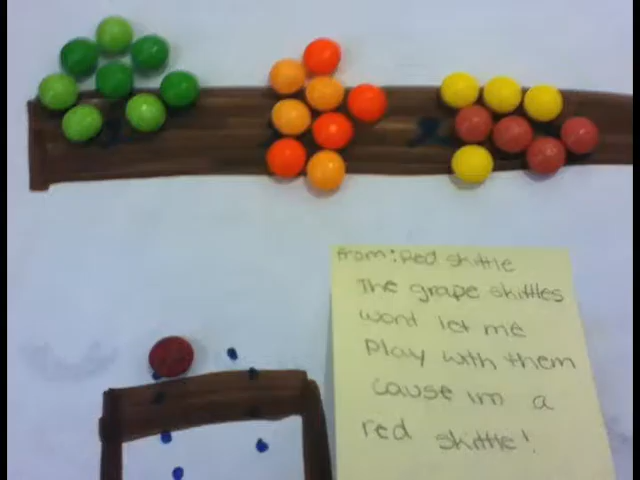 From: Red skittle
The grape skittles
wont let me
Play with them
cause im a
red skittle!